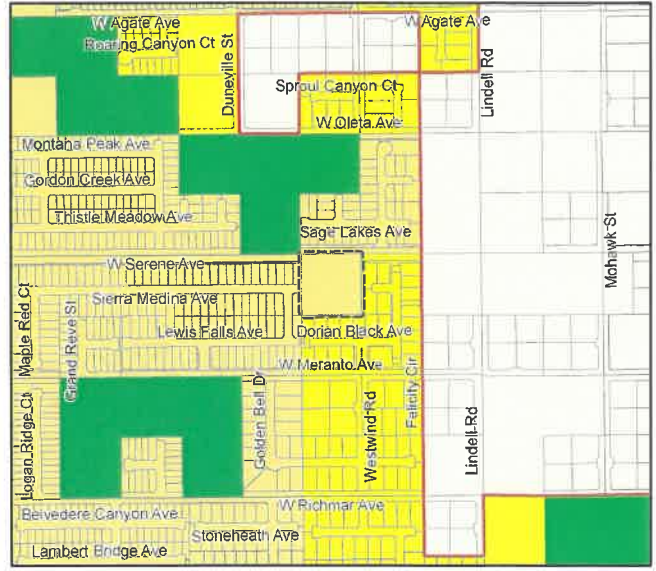 W Agate Ave
W Agate Ave
Roaring Canyon Ct
Duneville St
Lindell Rd
Sproul Canyon Ct
W Oleta Ave
Montana Peak Ave
Gordon Creek Ave
Thistle Meadow Ave
Sage Lakes Ave
Mohawk St
W Serene Ave
Maple Red Ct
Sierra Medina Ave
Grand Reve St
Lewis Falls Ave
Dorian Black Ave
W Meranto Ave
Felicity Cir
Golden Bell Dr
Westwind Rd
Lindell Rd
Logan Ridge Ct
W Richmar Ave
Belvedere Canyon Ave
Stoneheath Ave
Lambert Bridge Ave